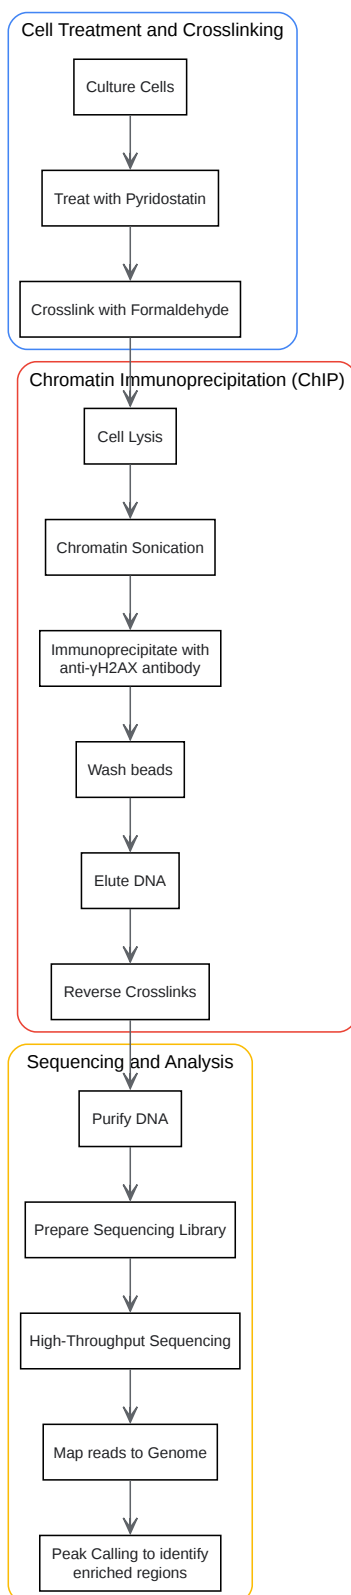 Cell Treatment and Crosslinking
Culture Cells
Treat with Pyridostatin
Crosslink with Formaldehyde
Chromatin Immunoprecipitation (ChIP)
Cell Lysis
Chromatin Sonication
Immunoprecipitate with
anti-γH2AX antibody
Wash beads
Elute DNA
Reverse Crosslinks
Sequencing and Analysis
Purify DNA
Prepare Sequencing Library
High-Throughput Sequencing
Map reads to Genome
Peak Calling to identify
enriched regions